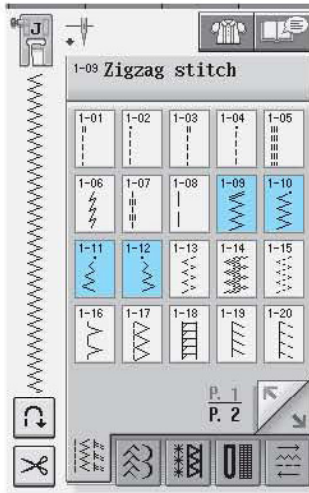 J
1-09 Zigzag stitch
1-01 1-02 1-03 1-04 1-05
1-06 1-07 1-08 1-09 1-10
1-11 1-12 1-13 1-14 1-15
1-16 1-17 1-18 1-19 1-20
P. 1
P. 2